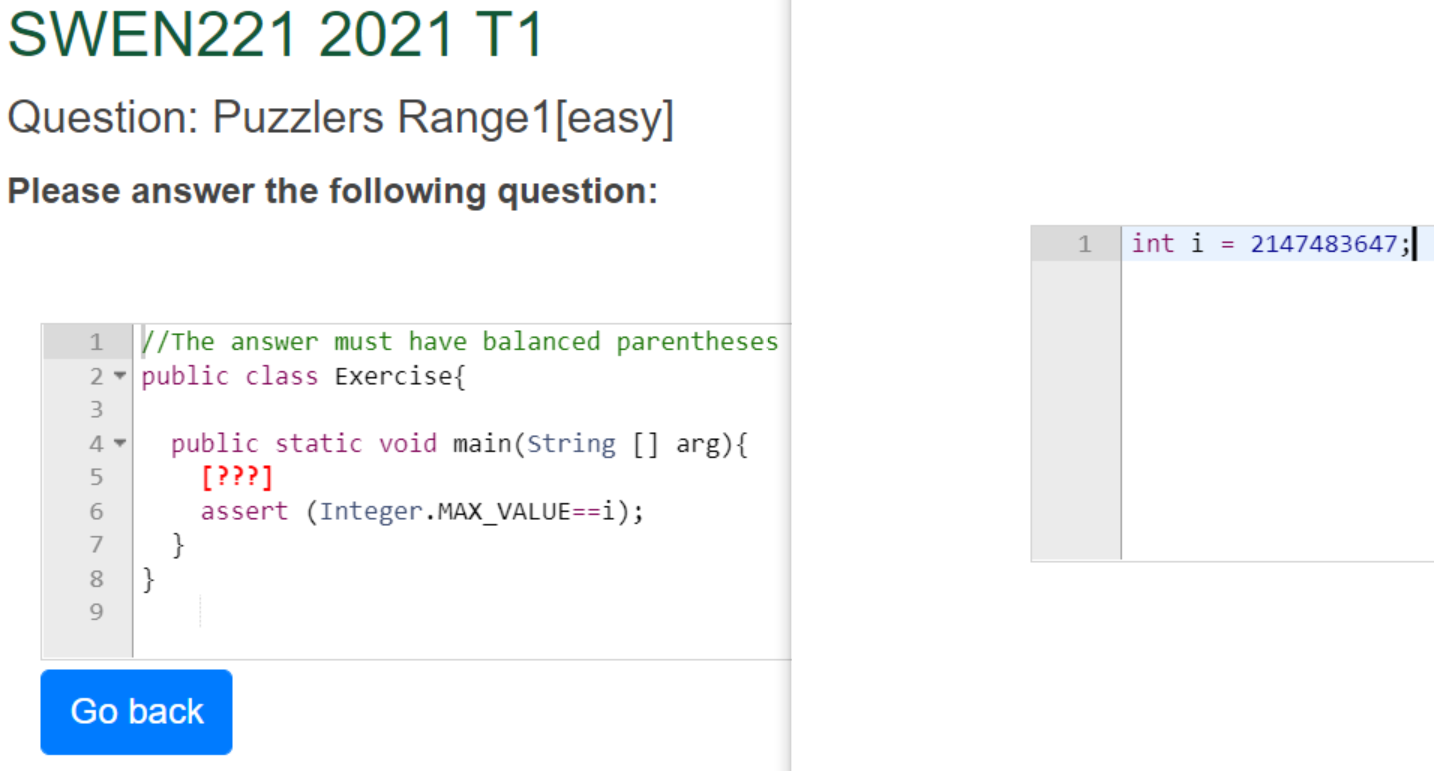 SWEN221 2021 T1
Question: Puzzlers Range1[easy]
Please answer the following question:
1 //The answer must have balanced parentheses
2 public class Exercise{
3
4 public static void main(String [] arg){
5 [???]
6 assert (Integer.MAX_VALUE==i);
7 }
8 }
9
Go back
1 int i = 2147483647;